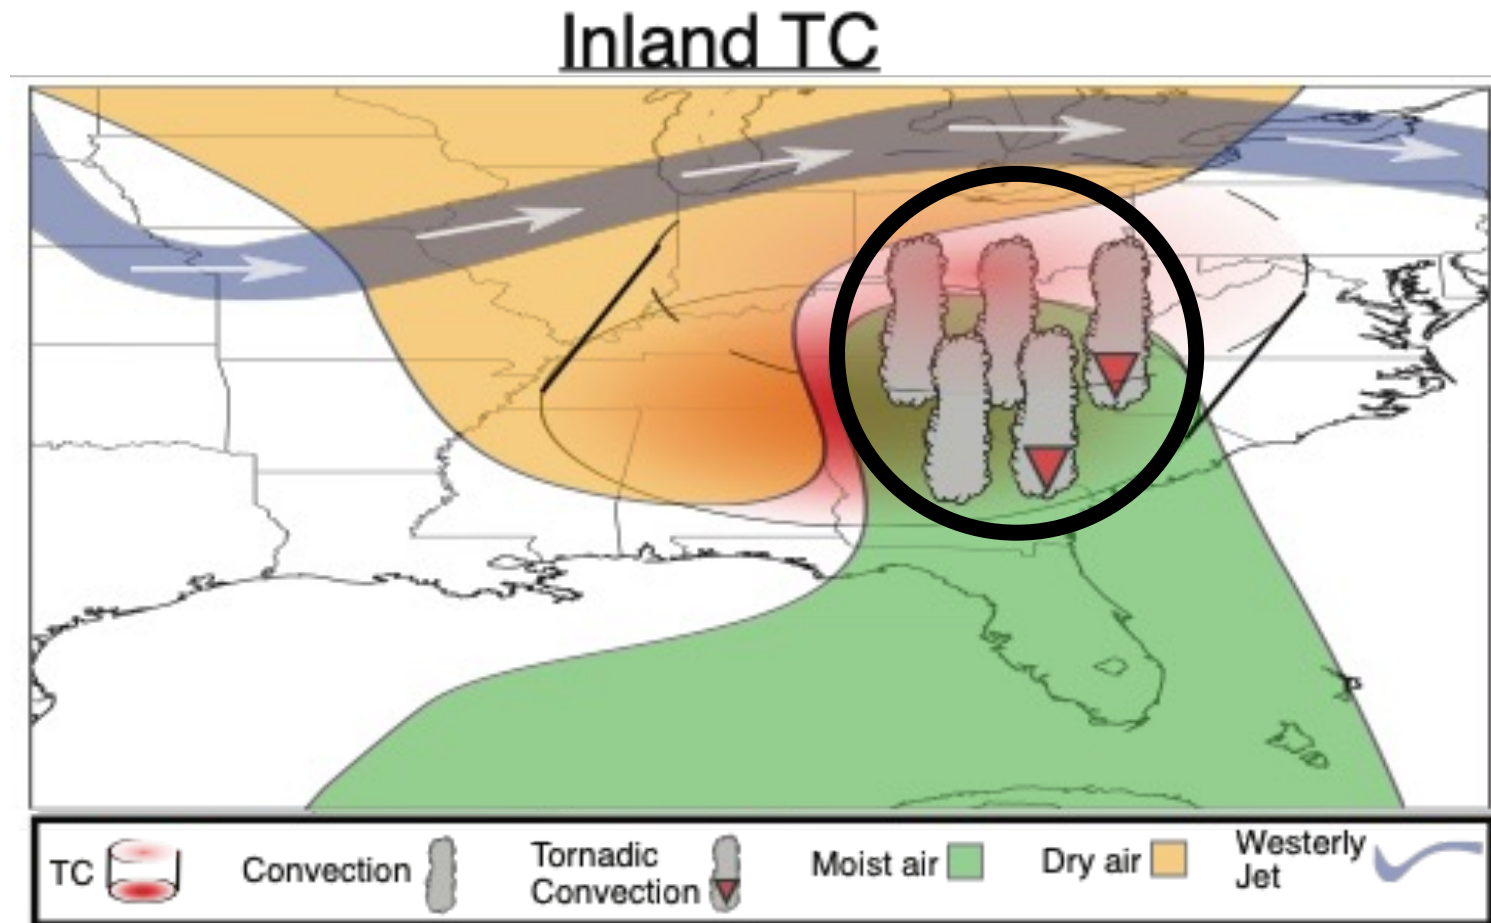 Inland TC
TC
Convection
Tornadic
Convection
Moist air
Dry air
Westerly
Jet